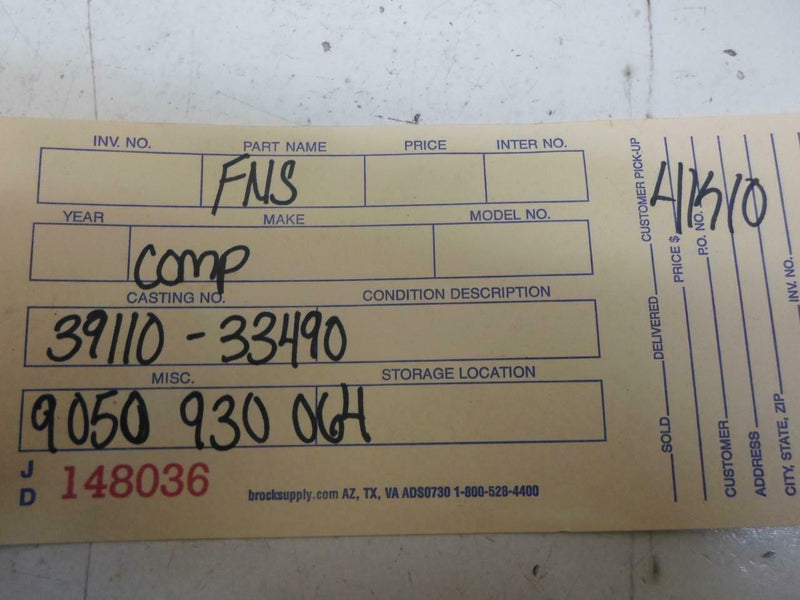 INV. NO. PART NAME PRICE INTER NO.
FNS
YEAR MAKE MODEL NO.
comp
CASTING NO. CONDITION DESCRIPTION
39110-33490
MISC. STORAGE LOCATION
9050 930 064
J D 148036
brocksupply.com AZ, TX, VA ADS0730 1-800-528-4400
SOLD DELIVERED CUSTOMER PICK-UP
PRICE $
P.O. NO.
CUSTOMER
ADDRESS
CITY, STATE, ZIP
INV. NO.